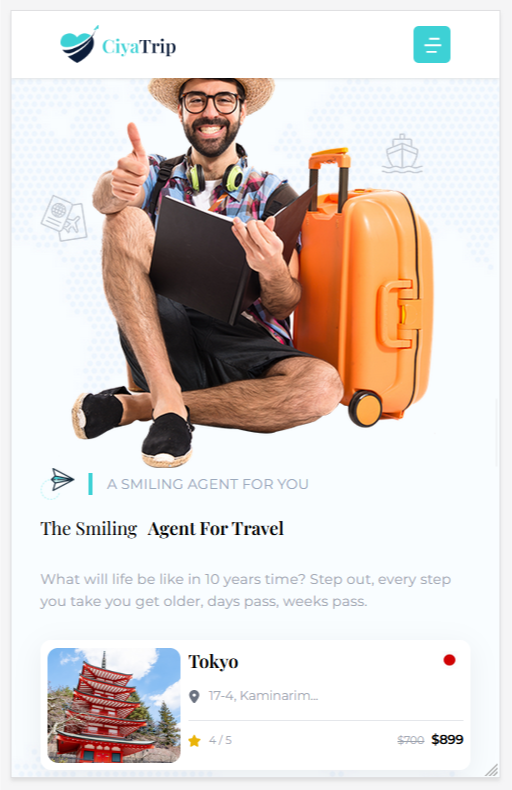 CiyaTrip
A SMILING AGENT FOR YOU
The Smiling Agent For Travel
What will life be like in 10 years time? Step out, every step
you take you get older, days pass, weeks pass.
Tokyo
17-4, Kaminarim...
4 / 5 $700 $899